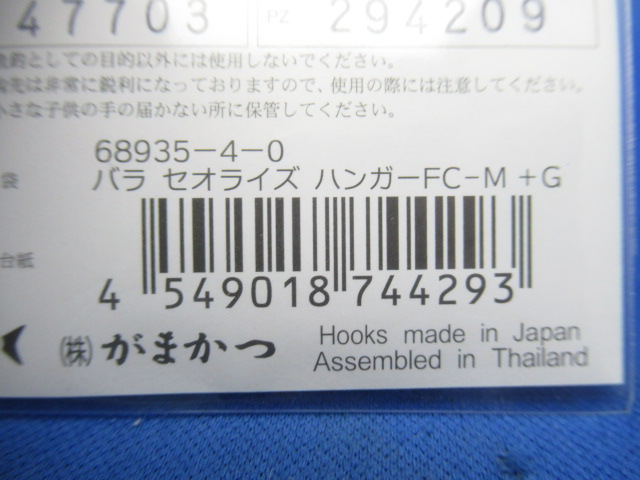 47703 PZ 294209
釣としての目的以外には使用しないでください。
先は非常に鋭利になっておりますので、使用の際には注意してください。
小さな子供の手の届かない所に保管してください。
68935-4-0
袋 バラ セオライズ ハンガーFC-M +G
台紙
4 549018 744293
(株) がまかつ
Hooks made in Japan
Assembled in Thailand